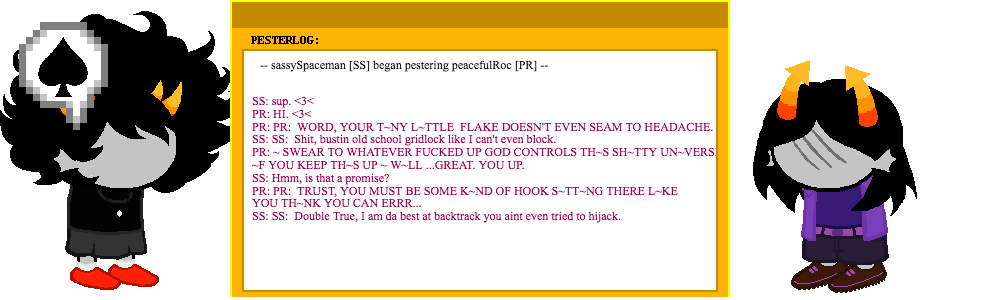 PESTERLOG:
-- sassySpaceman [SS] began pestering peacefulRoc [PR] --
SS: sup. <3<
PR: HI. <3<
PR: PR:  WORD, YOUR T~NY L~TTLE  FLAKE DOESN'T EVEN SEAM TO HEADACHE.
SS: SS:  Shit, bustin old school gridlock like I can't even block.
PR: ~ SWEAR TO WHATEVER FUCKED UP GOD CONTROLS TH~S SH~TTY UN~VERS
~F YOU KEEP TH~S UP ~ W~LL ...GREAT. YOU UP.
SS: Hmm, is that a promise?
PR: PR:  TRUST, YOU MUST BE SOME K~ND OF HOOK S~TT~NG THERE L~KE
YOU TH~NK YOU CAN ERRR...
SS: SS:  Double True, I am da best at backtrack you aint even tried to hijack.